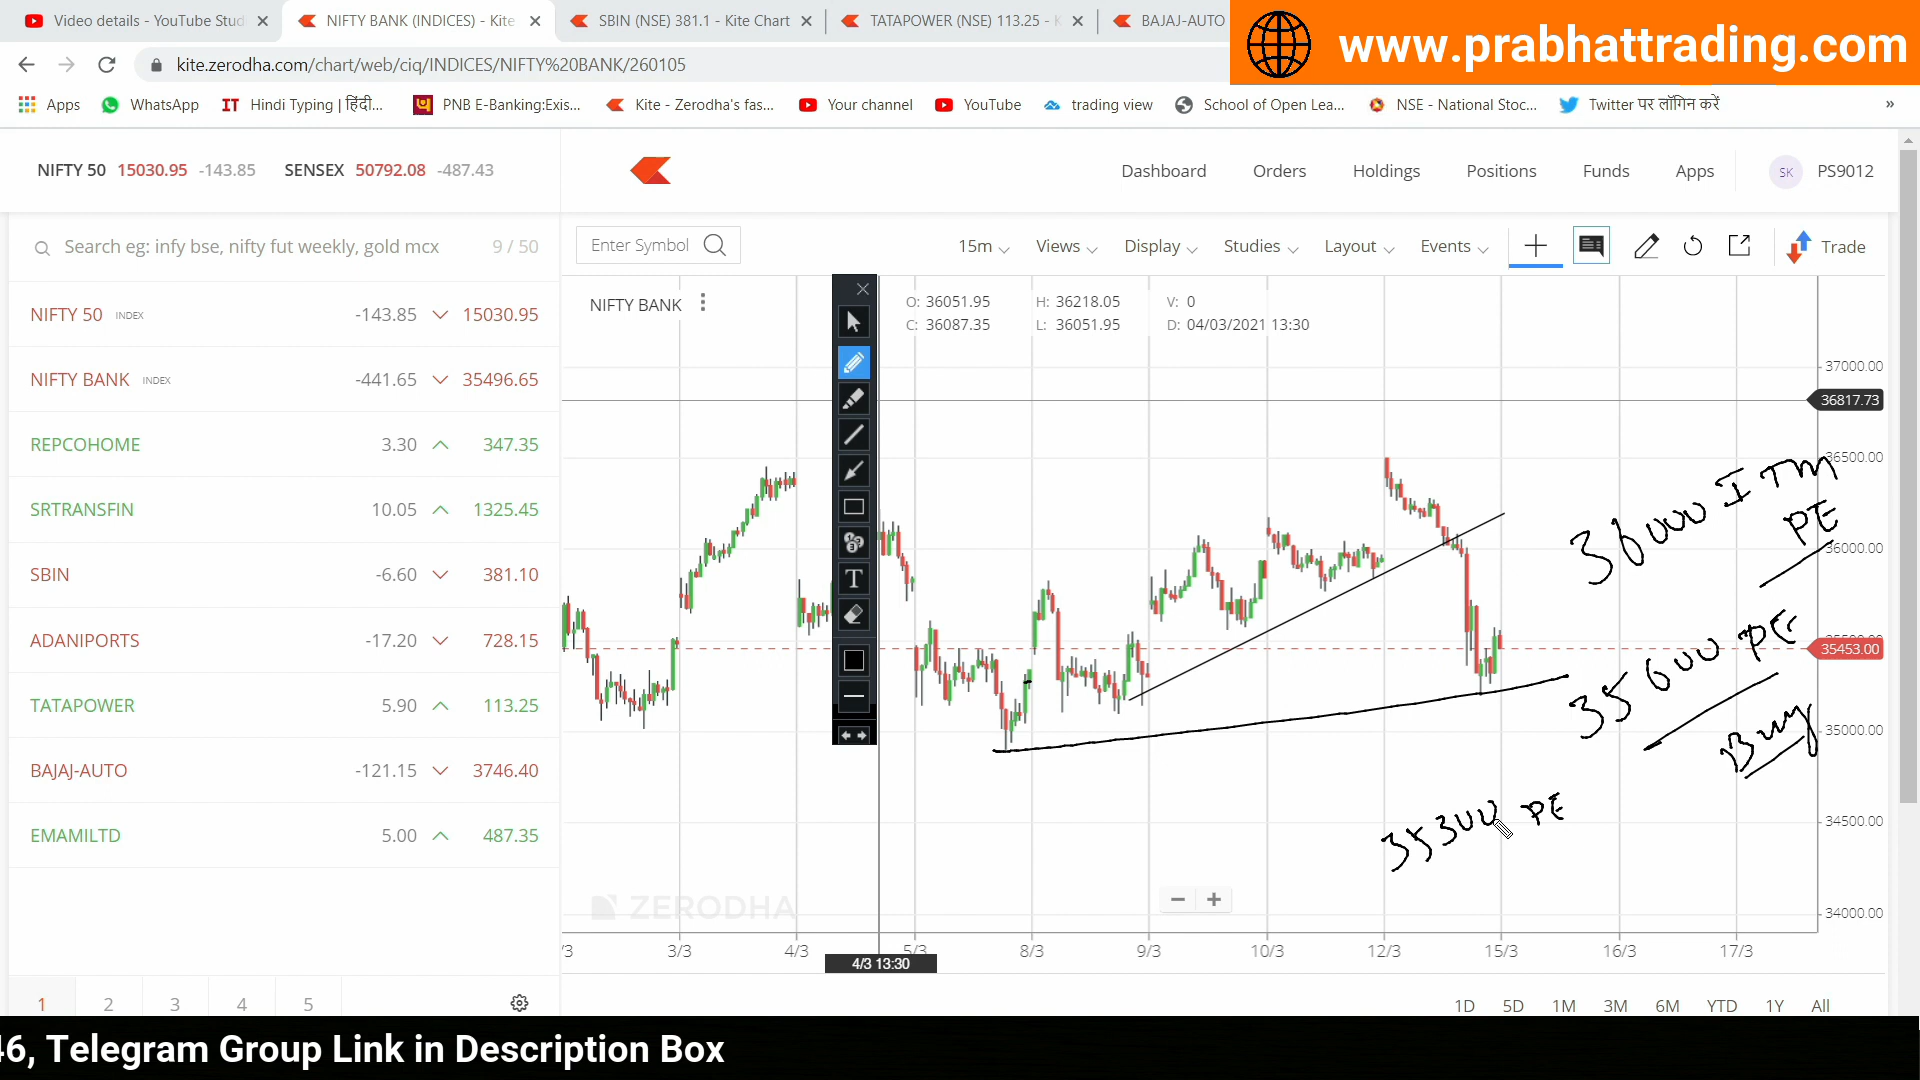 Video details - YouTube Stud
NIFTY BANK (INDICES) - Kite
SBIN (NSE) 381.1 - Kite Chart
TATAPOWER (NSE) 113.25 - K
BAJAJ-AUTO
www.prabhattrading.com
kite.zerodha.com/chart/web/ciq/INDICES/NIFTY%20BANK/260105
Apps
WhatsApp
IT Hindi Typing | हिंदी...
PNB E-Banking:Exis...
Kite - Zerodha's fas...
Your channel
YouTube
trading view
School of Open Lea...
NSE - National Stoc...
Twitter पर लॉगिन करें
»
NIFTY 50 15030.95 -143.85 SENSEX 50792.08 -487.43
Dashboard Orders Holdings Positions Funds Apps SK PS9012
Search eg: infy bse, nifty fut weekly, gold mcx 9 / 50
Enter Symbol
15m Views Display Studies Layout Events Trade
NIFTY 50 INDEX -143.85 15030.95
NIFTY BANK INDEX -441.65 35496.65
REPCOHOME 3.30 347.35
SRTRANSFIN 10.05 1325.45
SBIN -6.60 381.10
ADANIPORTS -17.20 728.15
TATAPOWER 5.90 113.25
BAJAJ-AUTO -121.15 3746.40
EMAMILTD 5.00 487.35
1 2 3 4 5
NIFTY BANK
O: 36051.95 H: 36218.05 V: 0
C: 36087.35 L: 36051.95 D: 04/03/2021 13:30
T
37000.00
36817.73
36500.00
36000.00
35500.00
35453.00
35000.00
34500.00
34000.00
36000 ITM
PE
35600 PE
Buy
35300 PE
ZERODHA
− +
/3 3/3 4/3 5/3 8/3 9/3 10/3 12/3 15/3 16/3 17/3
4/3 13:30
1D 5D 1M 3M 6M YTD 1Y All
46, Telegram Group Link in Description Box